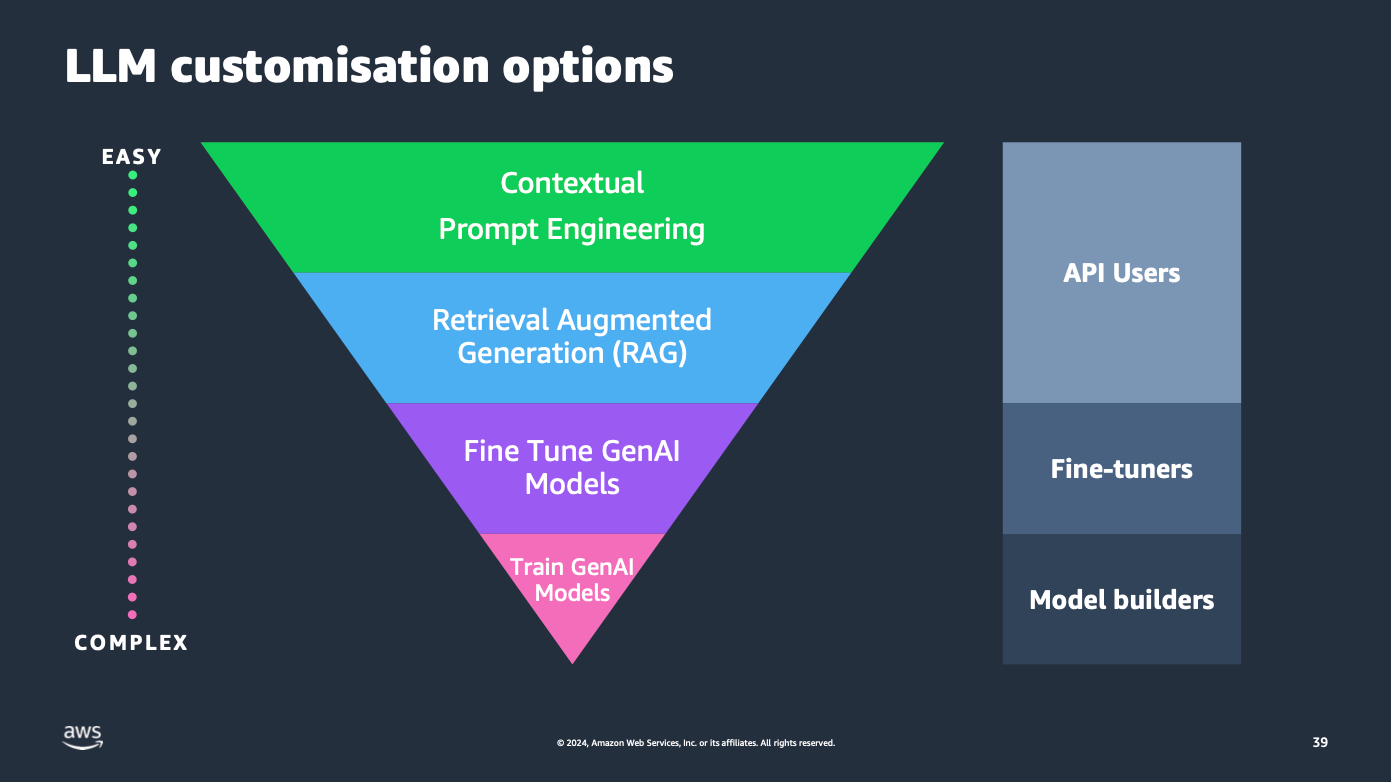 LLM customisation options
EASY
COMPLEX
Contextual
Prompt Engineering
Retrieval Augmented
Generation (RAG)
Fine Tune GenAI
Models
Train GenAI
Models
API Users
Fine-tuners
Model builders
aws
© 2024, Amazon Web Services, Inc. or its affiliates. All rights reserved.
39